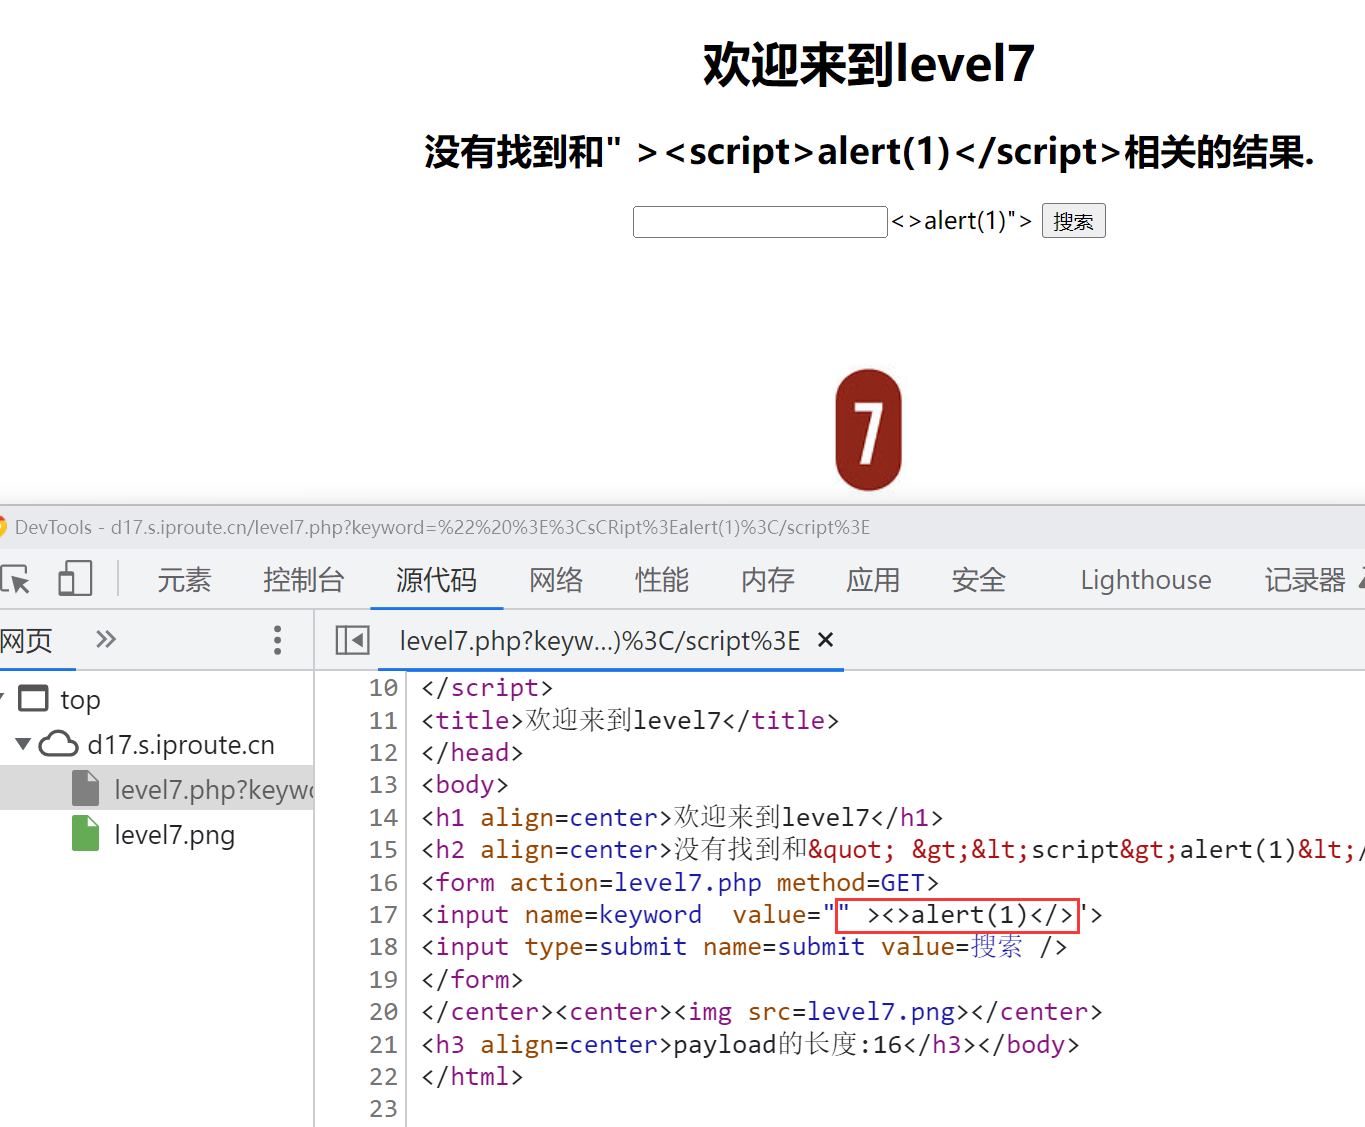 欢迎来到level7
没有找到和" ><script>alert(1)</script>相关的结果.
<>alert(1)"> 搜索
7
DevTools - d17.s.iproute.cn/level7.php?keyword=%22%20%3E%3CsCRipt%3Ealert(1)%3C/script%3E
元素 控制台 源代码 网络 性能 内存 应用 安全 Lighthouse 记录器
网页 level7.php?keyw...)%3C/script%3E
top
d17.s.iproute.cn
level7.php?keywo
level7.png
10 </script>
11 <title>欢迎来到level7</title>
12 </head>
13 <body>
14 <h1 align=center>欢迎来到level7</h1>
15 <h2 align=center>没有找到和&quot; &gt;&lt;script&gt;alert(1)&lt;/
16 <form action=level7.php method=GET>
17 <input name=keyword  value="" ><>alert(1)</>">
18 <input type=submit name=submit value=搜索 />
19 </form>
20 </center><center><img src=level7.png></center>
21 <h3 align=center>payload的长度:16</h3></body>
22 </html>
23